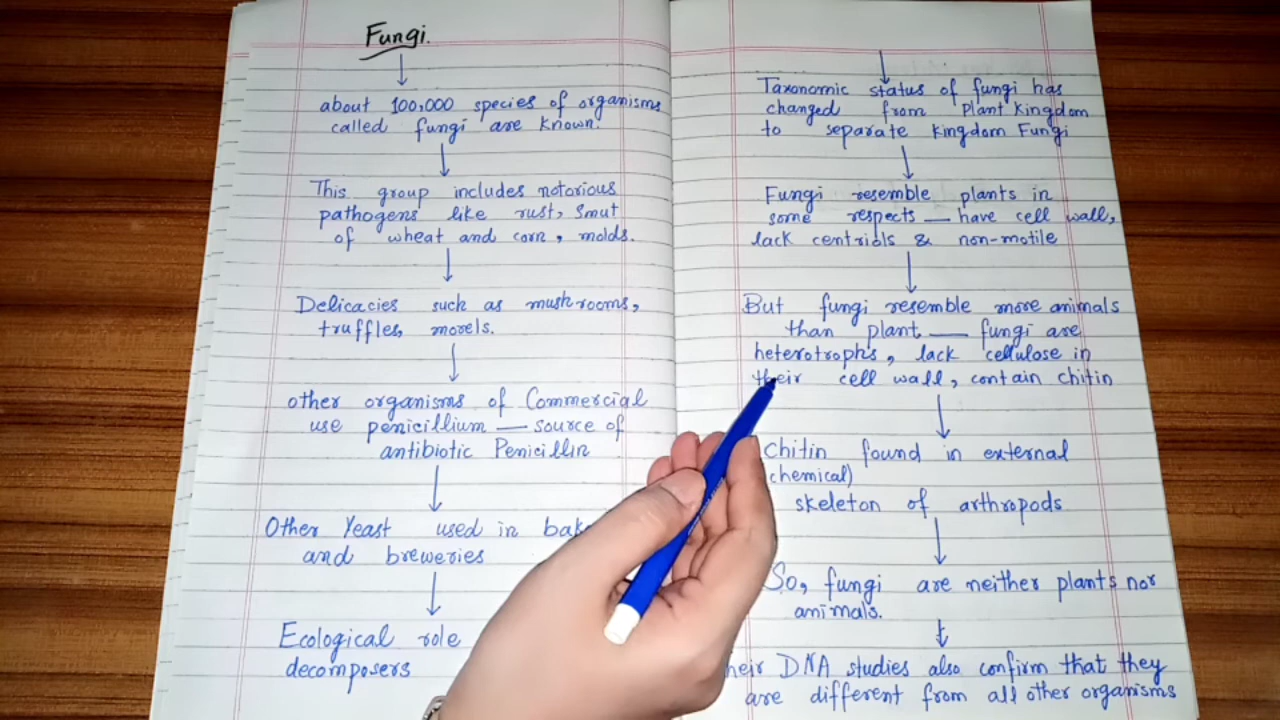 Fungi.
about 100,000 species of organisms
called fungi are known.
This group includes notorious
pathogens like rust, smut
of wheat and corn, molds.
Delicacies such as mushrooms,
truffles, morels.
other organisms of Commercial
use penicillium — source of
antibiotic Penicillin
Other Yeast used in
and breweries
Ecological role
decomposers
Taxonomic status of fungi has
changed from Plant kingdom
to separate kingdom Fungi
Fungi resemble plants in
some respects — have cell wall,
lack centriols & non-motile
But fungi resemble more animals
than plant — fungi are
heterotrophs, lack cellulose in
their cell wall, contain chitin
Chitin found in external
chemical)
skeleton of arthropods
So, fungi are neither plants nor
animals.
DNA studies also confirm that they
are different from all other organisms